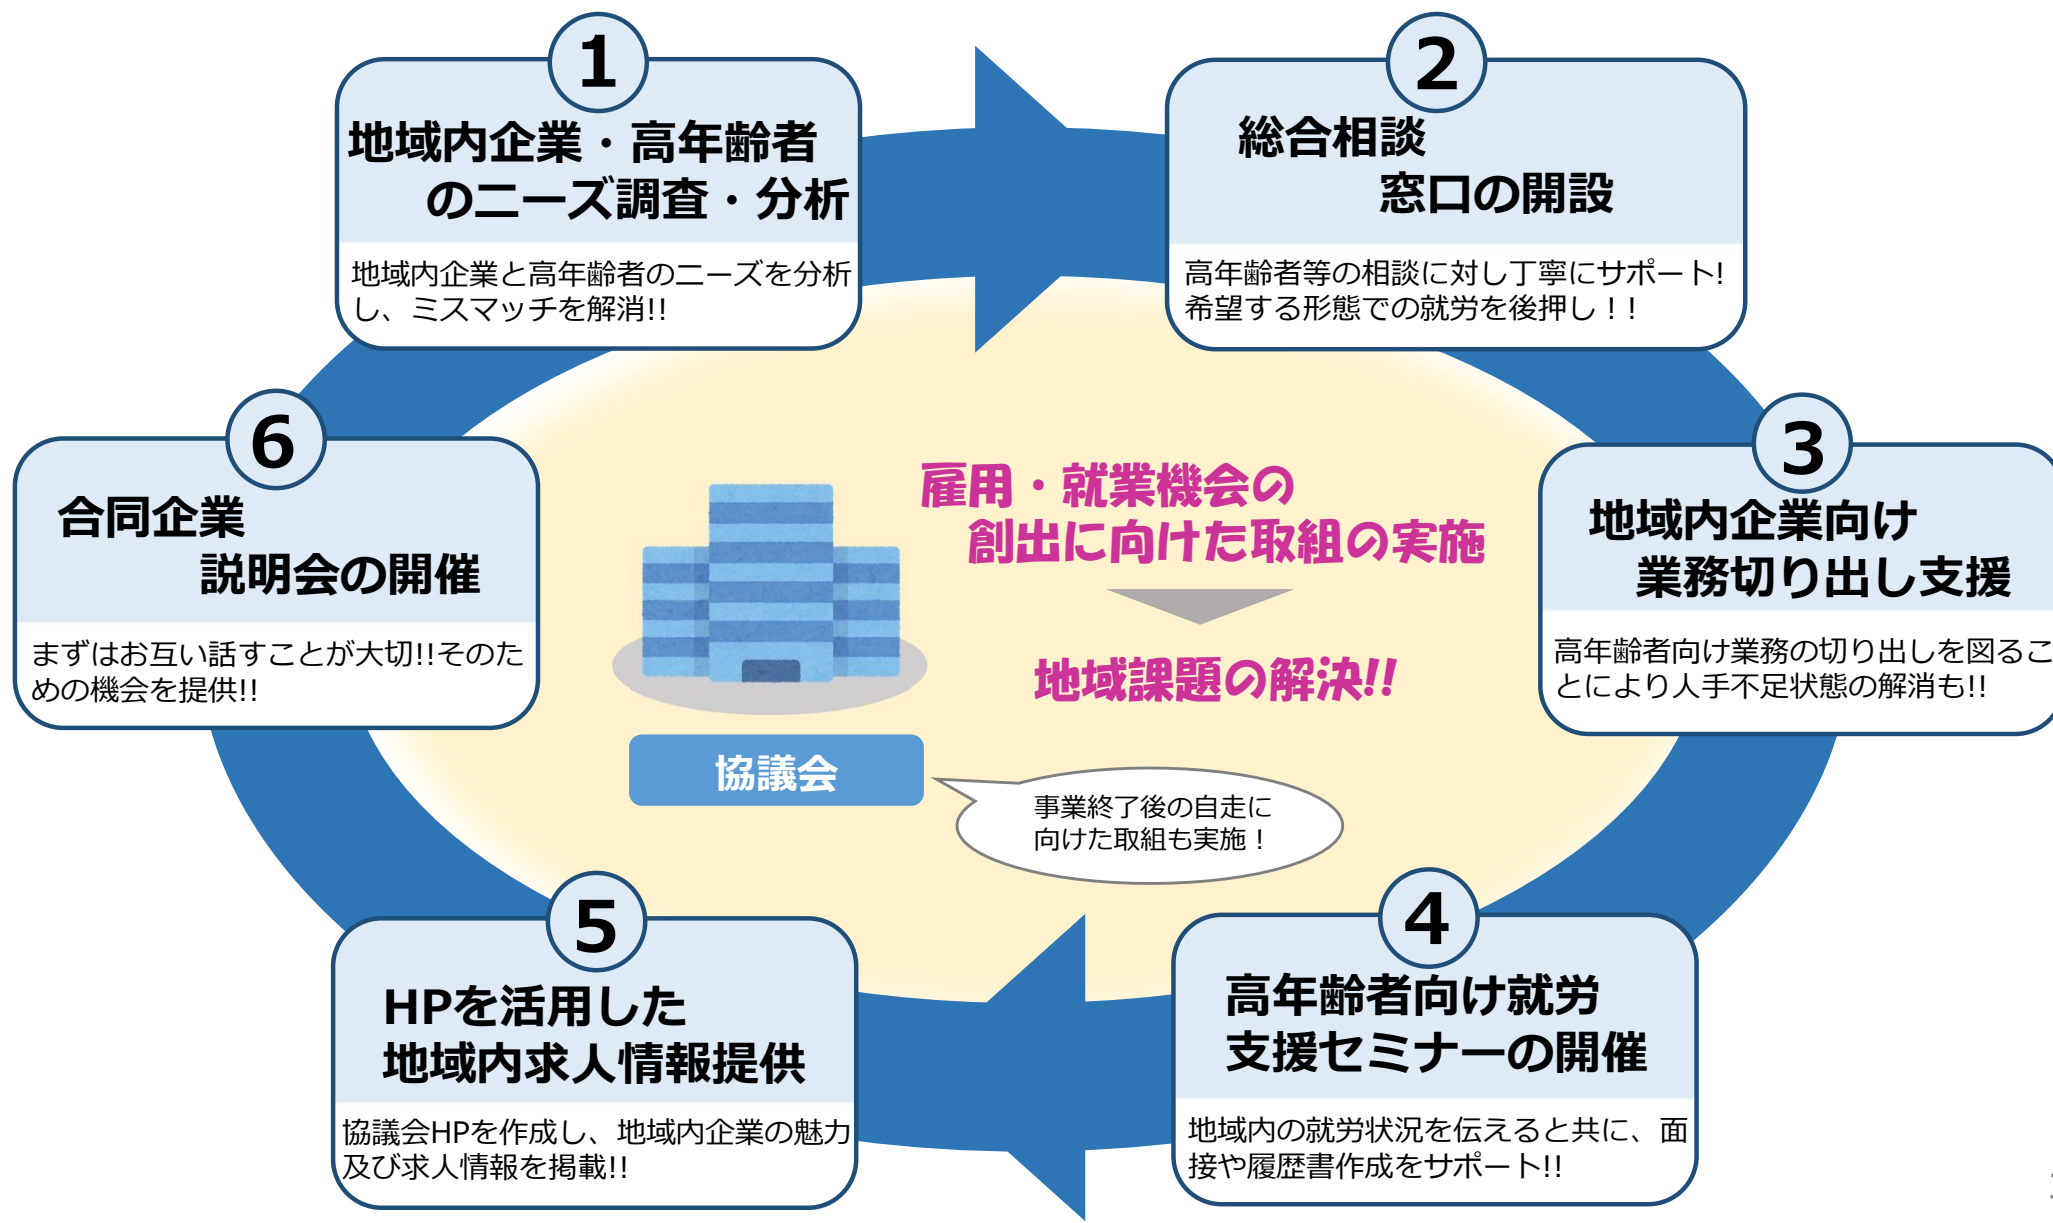 1
地域内企業・高年齢者
のニーズ調査・分析
地域内企業と高年齢者のニーズを分析
し、ミスマッチを解消!!
2
総合相談
窓口の開設
高年齢者等の相談に対し丁寧にサポート!
希望する形態での就労を後押し！！
3
地域内企業向け
業務切り出し支援
高年齢者向け業務の切り出しを図るこ
とにより人手不足状態の解消も!!
4
高年齢者向け就労
支援セミナーの開催
地域内の就労状況を伝えると共に、面
接や履歴書作成をサポート!!
5
HPを活用した
地域内求人情報提供
協議会HPを作成し、地域内企業の魅力
及び求人情報を掲載!!
6
合同企業
説明会の開催
まずはお互い話すことが大切!!そのた
めの機会を提供!!
雇用・就業機会の
創出に向けた取組の実施
地域課題の解決!!
協議会
事業終了後の自走に
向けた取組も実施！